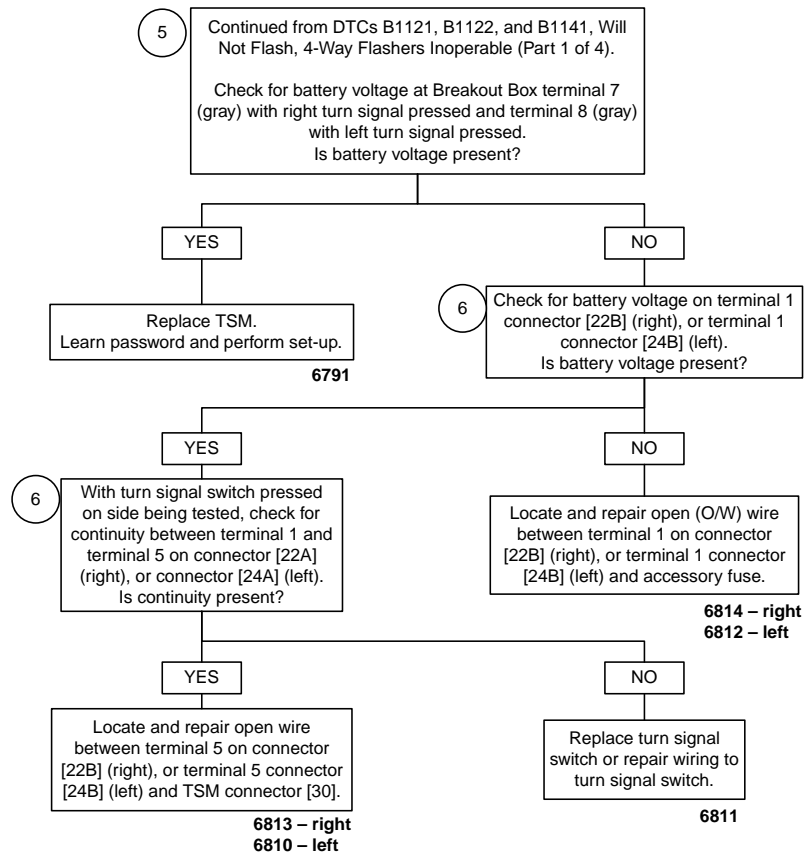 5
Continued from DTCs B1121, B1122, and B1141, Will
Not Flash, 4-Way Flashers Inoperable (Part 1 of 4).
Check for battery voltage at Breakout Box terminal 7
(gray) with right turn signal pressed and terminal 8 (gray)
with left turn signal pressed.
Is battery voltage present?
YES
NO
Replace TSM.
Learn password and perform set-up.
6791
6
Check for battery voltage on terminal 1
connector [22B] (right), or terminal 1
connector [24B] (left).
Is battery voltage present?
YES
NO
6
With turn signal switch pressed
on side being tested, check for
continuity between terminal 1 and
terminal 5 on connector [22A]
(right), or connector [24A] (left).
Is continuity present?
Locate and repair open (O/W) wire
between terminal 1 on connector
[22B] (right), or terminal 1 connector
[24B] (left) and accessory fuse.
6814 – right
6812 – left
YES
NO
Locate and repair open wire
between terminal 5 on connector
[22B] (right), or terminal 5 connector
[24B] (left) and TSM connector [30].
6813 – right
6810 – left
Replace turn signal
switch or repair wiring to
turn signal switch.
6811